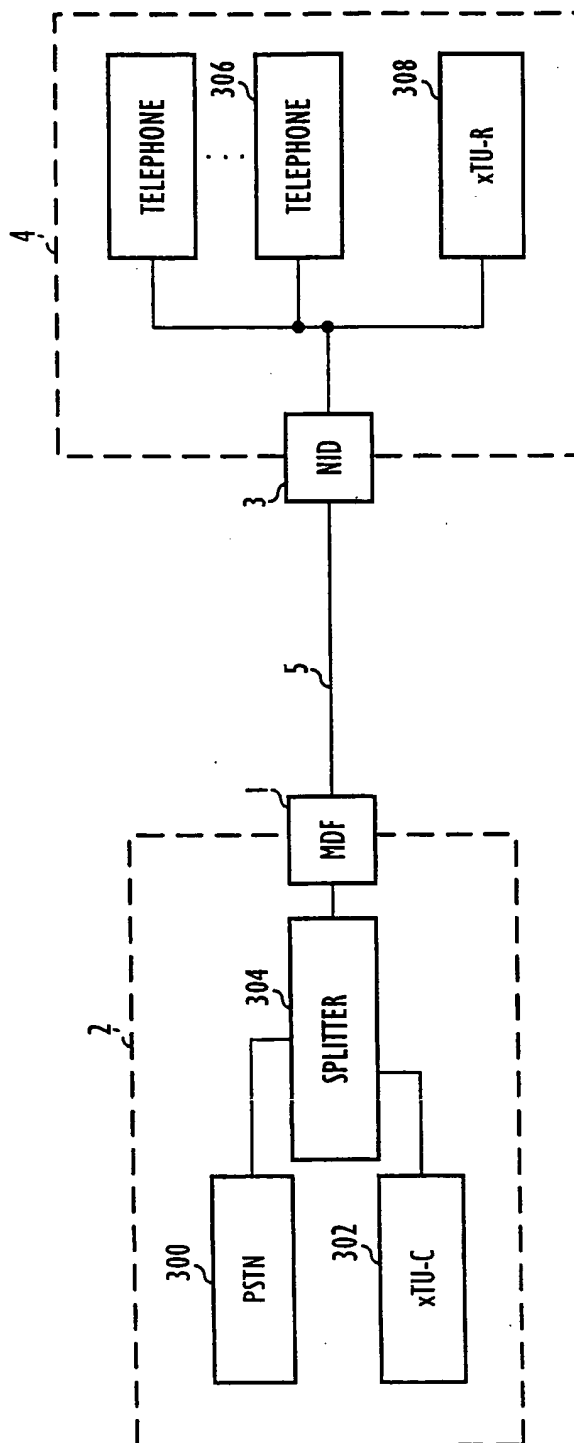 2
300
PSTN
302
xTU-C
304
SPLITTER
1
MDF
5
3
NID
4
TELEPHONE
306
TELEPHONE
308
xTU-R